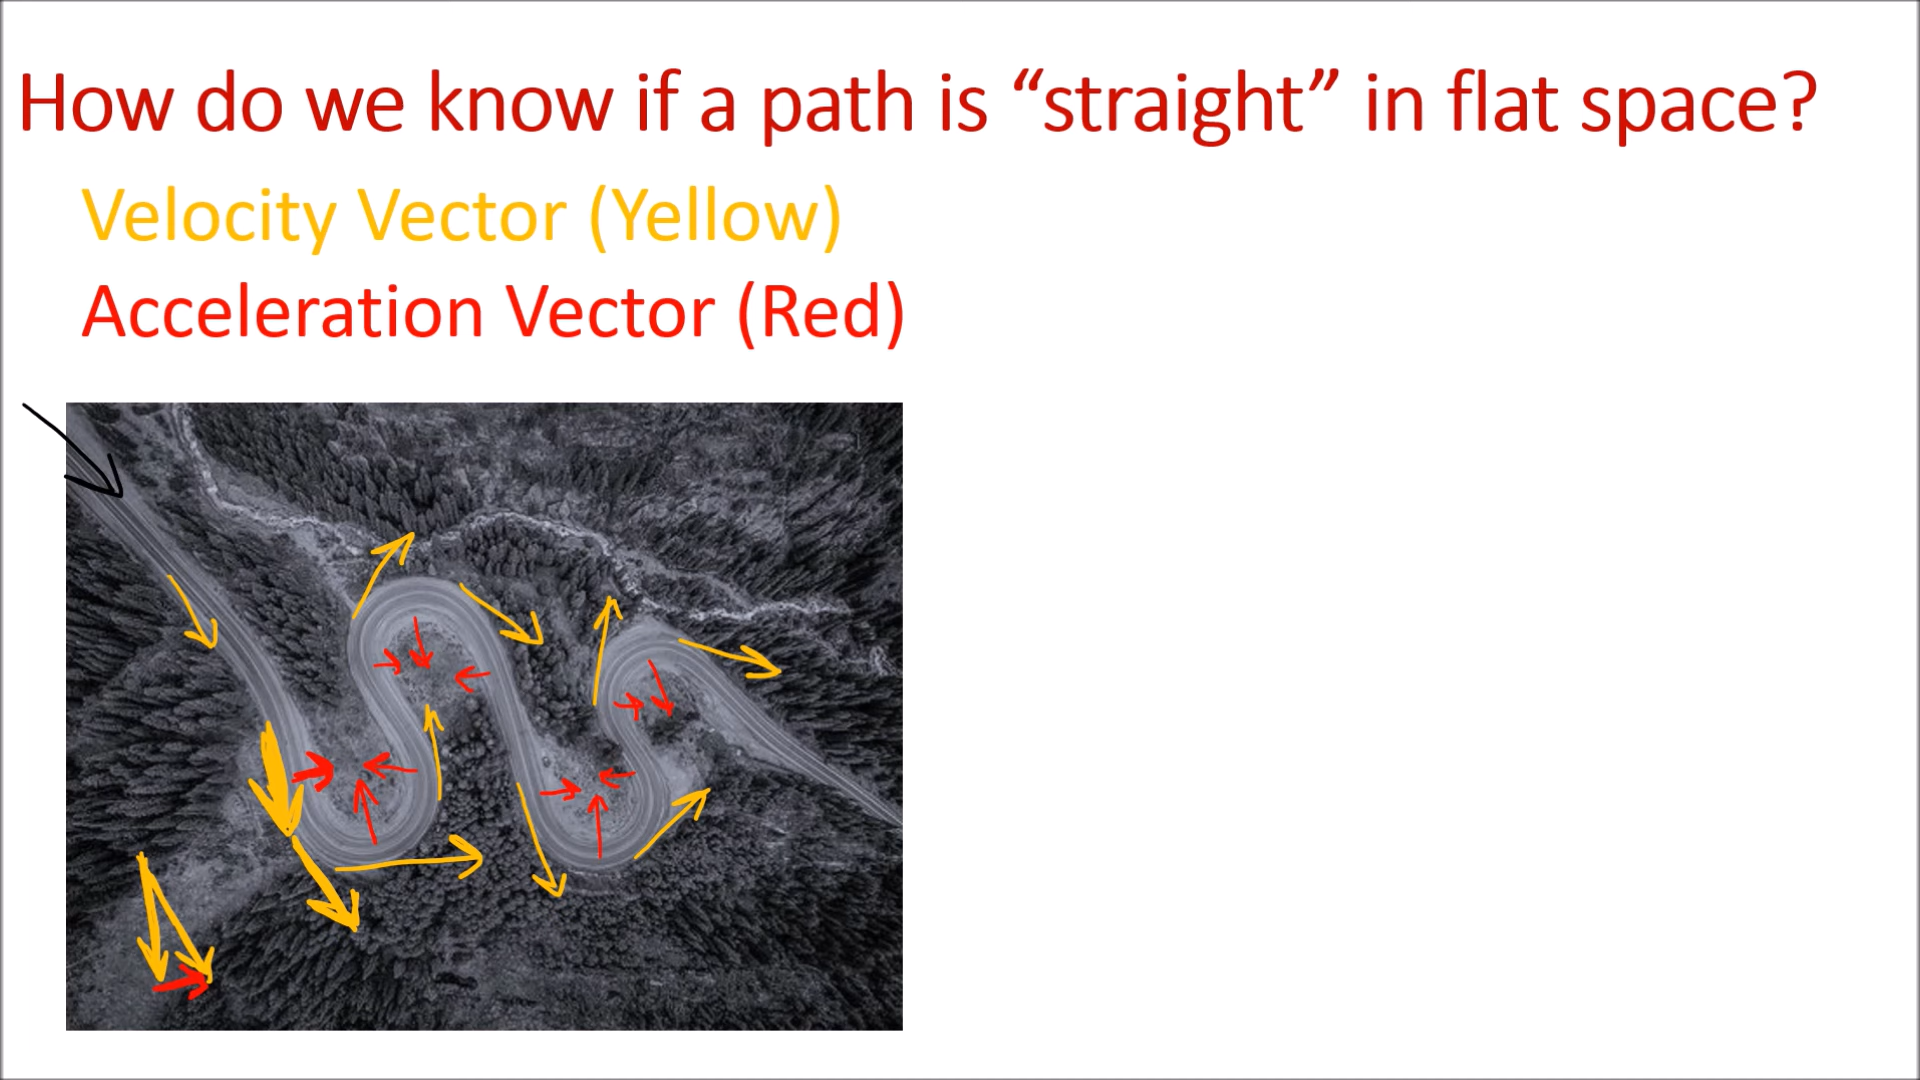 How do we know if a path is “straight” in flat space?
Velocity Vector (Yellow)
Acceleration Vector (Red)